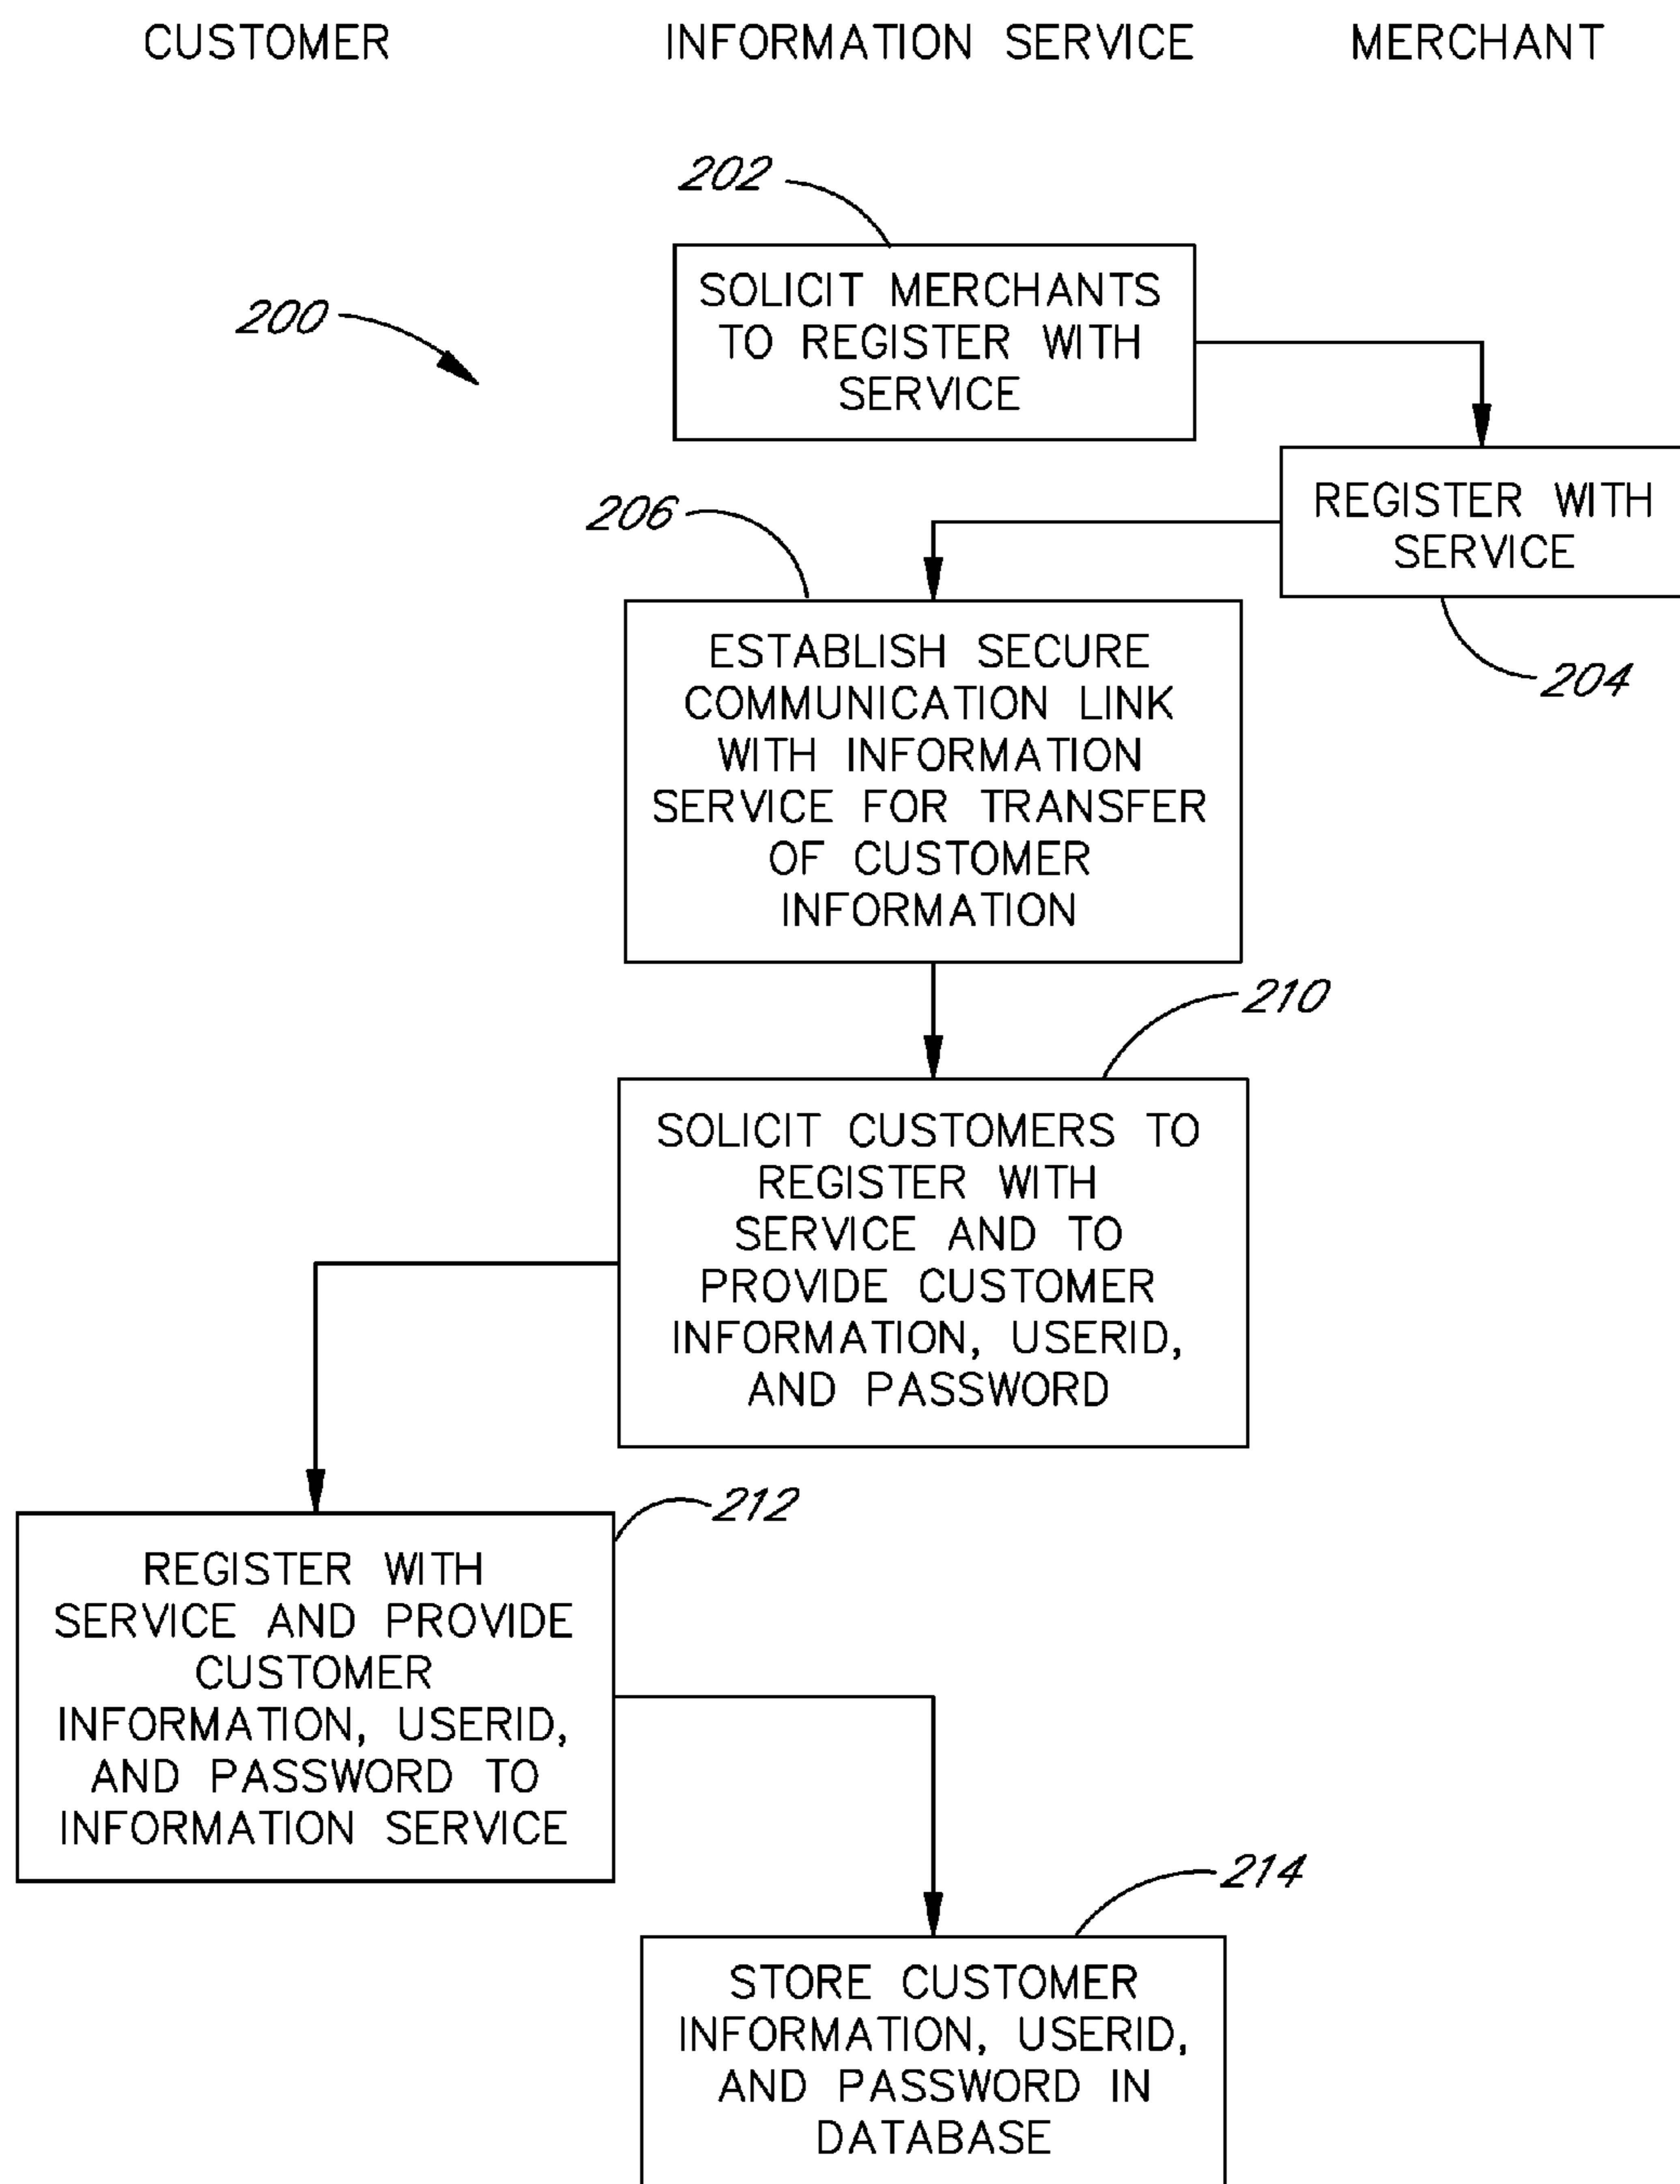 CUSTOMER
INFORMATION SERVICE
MERCHANT
202
SOLICIT MERCHANTS
TO REGISTER WITH
SERVICE
200
REGISTER WITH
SERVICE
204
206
ESTABLISH SECURE
COMMUNICATION LINK
WITH INFORMATION
SERVICE FOR TRANSFER
OF CUSTOMER
INFORMATION
210
SOLICIT CUSTOMERS TO
REGISTER WITH
SERVICE AND TO
PROVIDE CUSTOMER
INFORMATION, USERID,
AND PASSWORD
212
REGISTER WITH
SERVICE AND PROVIDE
CUSTOMER
INFORMATION, USERID,
AND PASSWORD TO
INFORMATION SERVICE
214
STORE CUSTOMER
INFORMATION, USERID,
AND PASSWORD IN
DATABASE